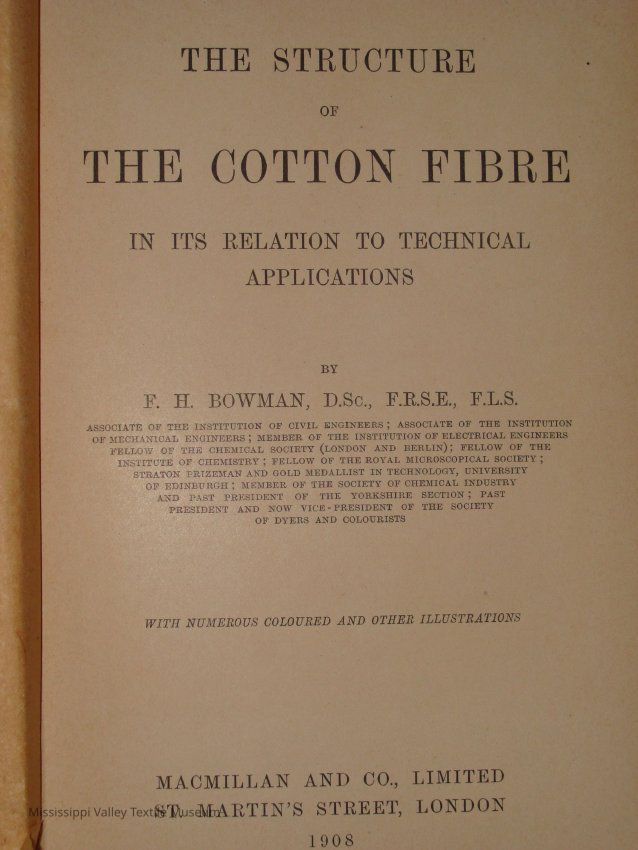 THE STRUCTURE
OF
THE COTTON FIBRE
IN ITS RELATION TO TECHNICAL
APPLICATIONS
BY
F. H. BOWMAN, D.Sc., F.R.S.E., F.L.S.
ASSOCIATE OF THE INSTITUTION OF CIVIL ENGINEERS; ASSOCIATE OF THE INSTITUTION
OF MECHANICAL ENGINEERS; MEMBER OF THE INSTITUTION OF ELECTRICAL ENGINEERS
FELLOW OF THE CHEMICAL SOCIETY (LONDON AND BERLIN); FELLOW OF THE
INSTITUTE OF CHEMISTRY; FELLOW OF THE ROYAL MICROSCOPICAL SOCIETY;
STRATON PRIZEMAN AND GOLD MEDALLIST IN TECHNOLOGY, UNIVERSITY
OF EDINBURGH; MEMBER OF THE SOCIETY OF CHEMICAL INDUSTRY
AND PAST PRESIDENT OF THE YORKSHIRE SECTION; PAST
PRESIDENT AND NOW VICE-PRESIDENT OF THE SOCIETY
OF DYERS AND COLOURISTS
WITH NUMEROUS COLOURED AND OTHER ILLUSTRATIONS
MACMILLAN AND CO., LIMITED
ST. MARTIN'S STREET, LONDON
Mississippi Valley Textile Museum
1908